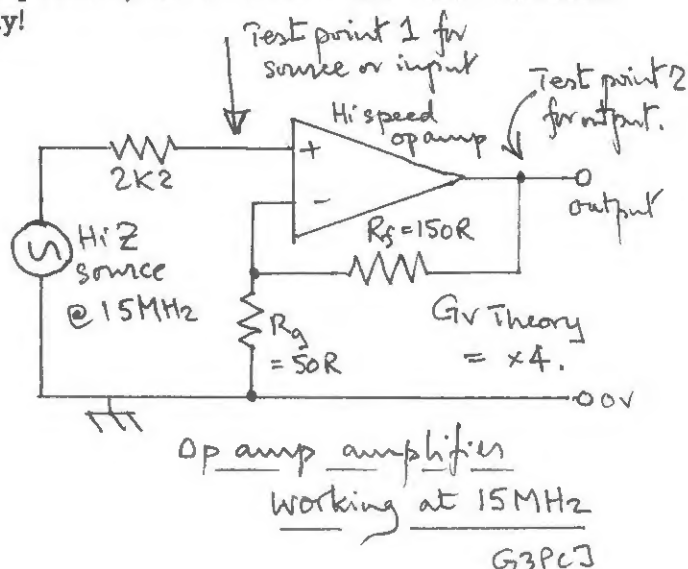 y!
Test point 1 for
source or input
Test point 2
for output.
Hi speed
op amp
+
-
2K2
output
Rf=150R
HiZ
source
@ 15MHz
Rg
=50R
Gv Theory
= x4.
0V
Op amp amplifier
working at 15MHz
G3PCJ